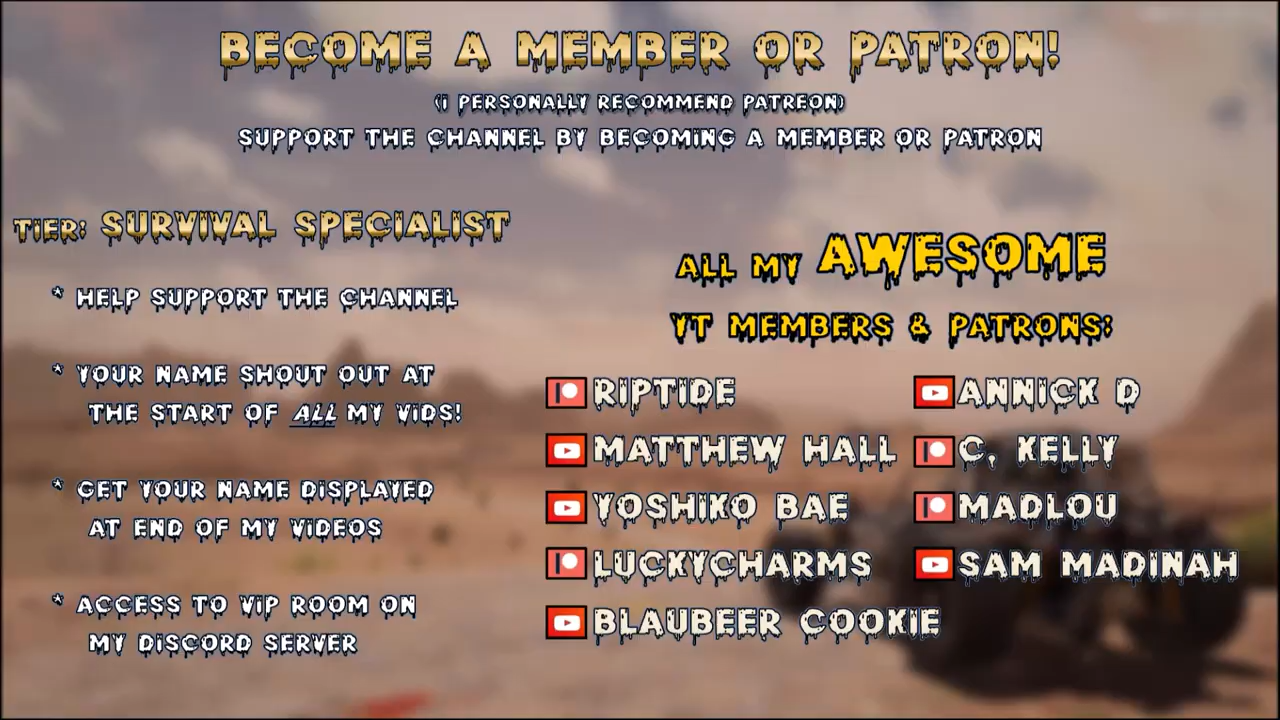 BECOME A MEMBER OR PATRON!
(I PERSONALLY RECOMMEND PATREON)
SUPPORT THE CHANNEL BY BECOMING A MEMBER OR PATRON
TIER: SURVIVAL SPECIALIST
* HELP SUPPORT THE CHANNEL
* YOUR NAME SHOUT OUT AT
THE START OF ALL MY VIDS!
* GET YOUR NAME DISPLAYED
AT END OF MY VIDEOS
* ACCESS TO VIP ROOM ON
MY DISCORD SERVER
ALL MY AWESOME
YT MEMBERS & PATRONS:
RIPTIDE
MATTHEW HALL
YOSHIKO BAE
LUCKYCHARMS
BLAUBEER COOKIE
ANNICK D
C. KELLY
MADLOU
SAM MADINAH